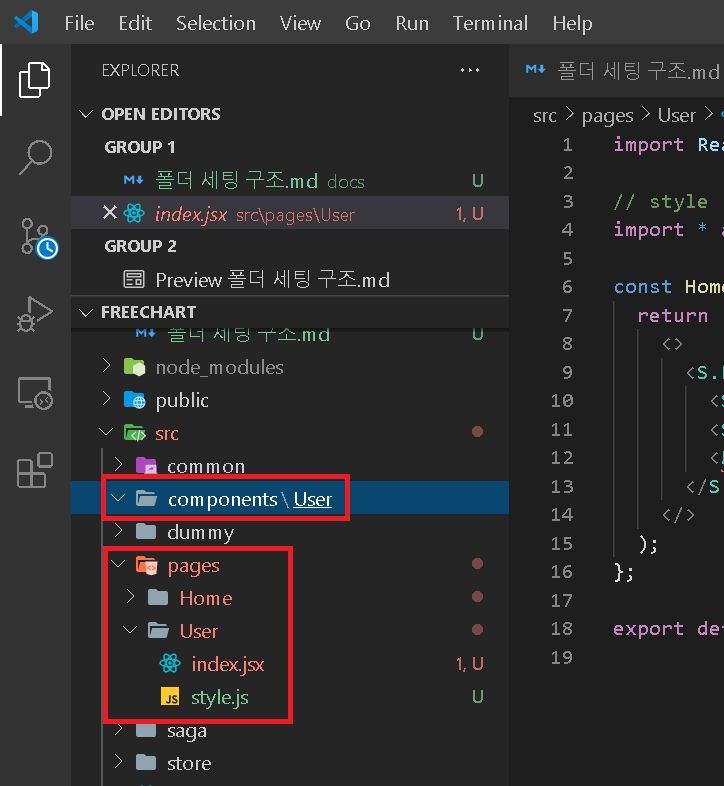 File Edit Selection View Go Run Terminal Help
EXPLORER ...
폴더 세팅 구조.md
OPEN EDITORS
src > pages > User >
GROUP 1
폴더 세팅 구조.md docs U
index.jsx src\pages\User 1, U
GROUP 2
Preview 폴더 세팅 구조.md
FREECHART
폴더 세팅 구조.md U
node_modules
public
src
common
components \ User
dummy
pages
Home
User
index.jsx 1, U
style.js U
saga
store
1 import Rea
2
3 // style
4 import * a
5
6 const Home
7 return
8 <>
9 <S.
10 <S
11 <S
12 <
13 </S
14 </>
15 );
16 };
17
18 export de
19